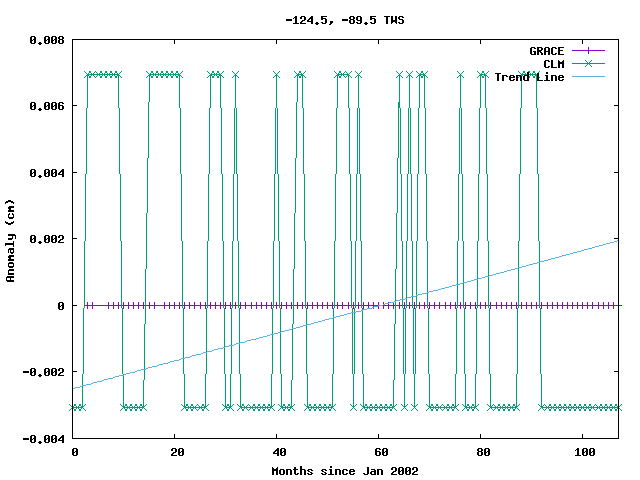 -124.5, -89.5 TWS
GRACE
CLM
Trend Line
0.008
0.006
0.004
0.002
0
-0.002
-0.004
Anomaly (cm)
0 20 40 60 80 100
Months since Jan 2002